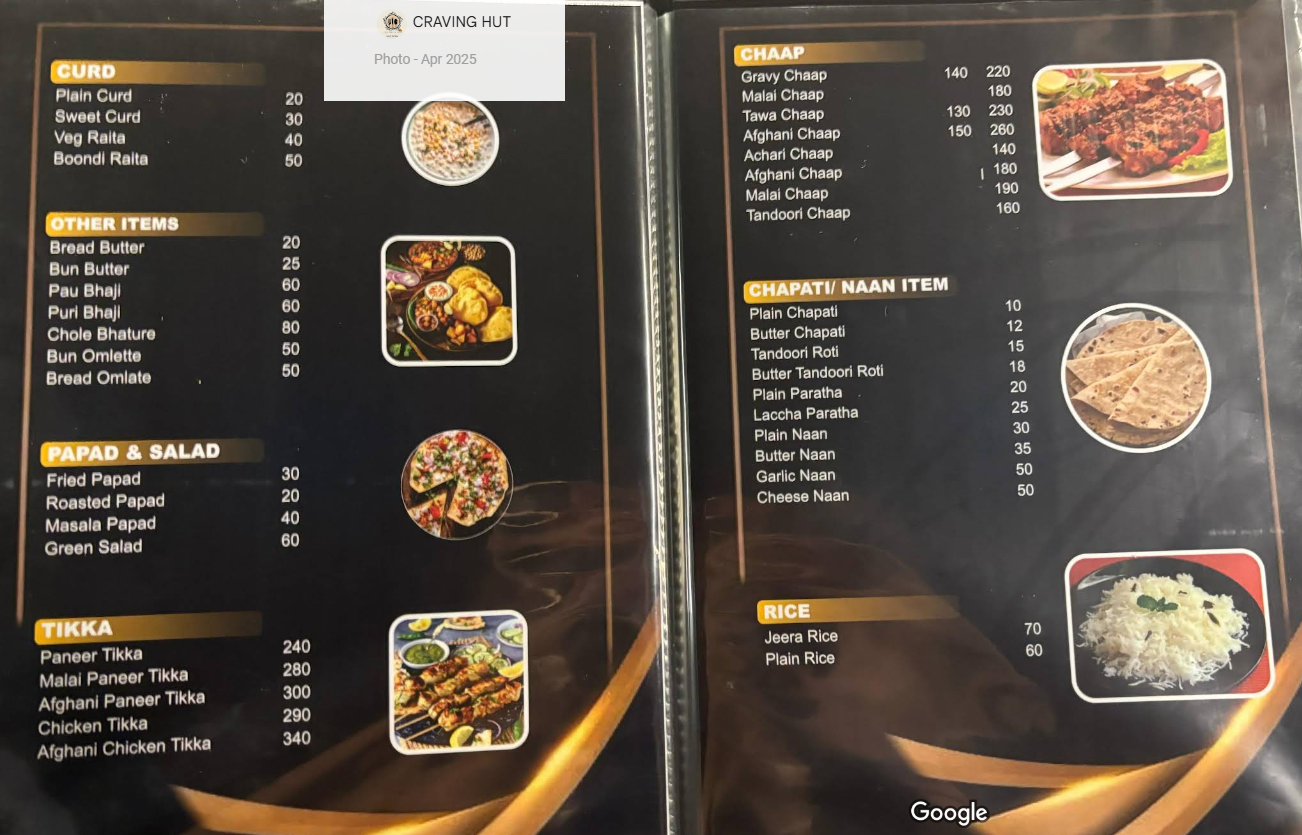 CRAVING HUT
Photo - Apr 2025
CURD
Plain Curd 20
Sweet Curd 30
Veg Raita 40
Boondi Raita 50
OTHER ITEMS
Bread Butter 20
Bun Butter 25
Pau Bhaji 60
Puri Bhaji 60
Chole Bhature 80
Bun Omlette 50
Bread Omlate 50
PAPAD & SALAD
Fried Papad 30
Roasted Papad 20
Masala Papad 40
Green Salad 60
TIKKA
Paneer Tikka 240
Malai Paneer Tikka 280
Afghani Paneer Tikka 300
Chicken Tikka 290
Afghani Chicken Tikka 340
CHAAP
Gravy Chaap 140 220
Malai Chaap 180
Tawa Chaap 130 230
Afghani Chaap 150 260
Achari Chaap 140
Afghani Chaap 180
Malai Chaap 190
Tandoori Chaap 160
CHAPATI/ NAAN ITEM
Plain Chapati 10
Butter Chapati 12
Tandoori Roti 15
Butter Tandoori Roti 18
Plain Paratha 20
Laccha Paratha 25
Plain Naan 30
Butter Naan 35
Garlic Naan 50
Cheese Naan 50
RICE
Jeera Rice 70
Plain Rice 60
Google